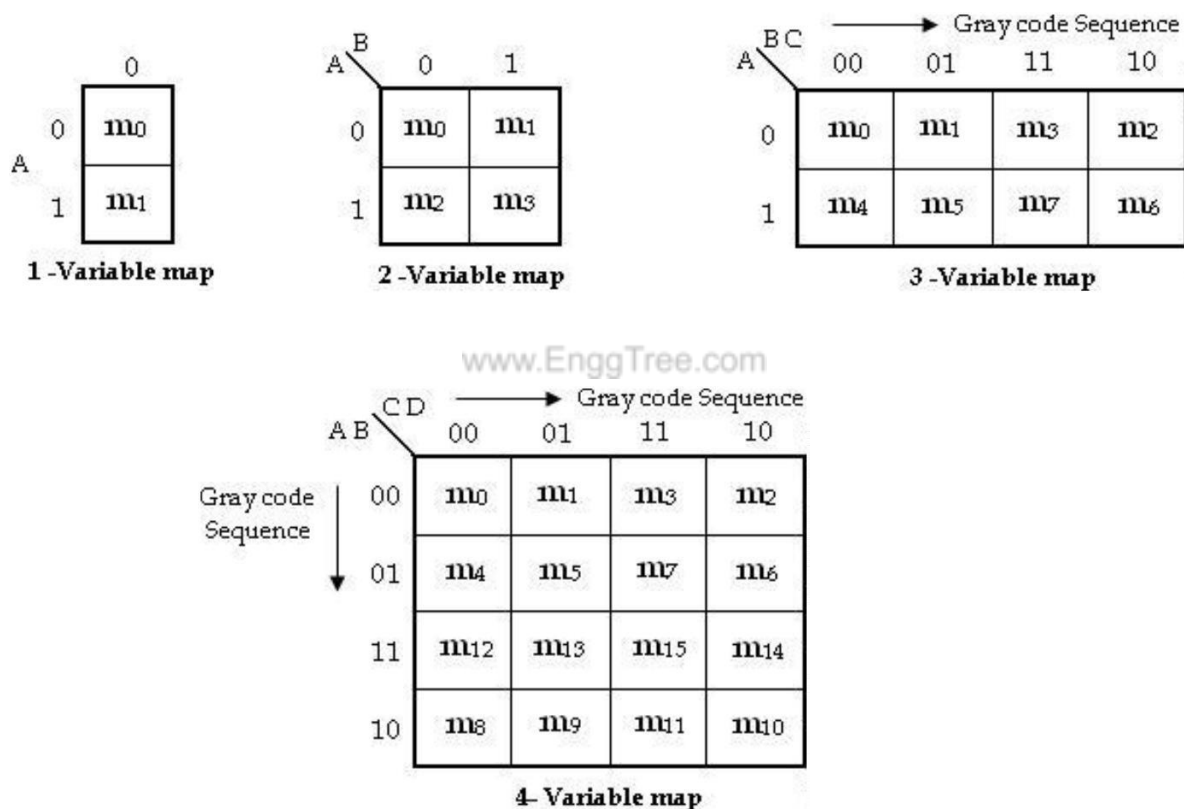 0
0 m0
A
1 m1
1 -Variable map
B
A 0 1
0 m0 m1
1 m2 m3
2 -Variable map
Gray code Sequence
B C
A 00 01 11 10
0 m0 m1 m3 m2
1 m4 m5 m7 m6
3 -Variable map
www.EnggTree.com
C D Gray code Sequence
A B 00 01 11 10
Gray code
Sequence
00 m0 m1 m3 m2
01 m4 m5 m7 m6
11 m12 m13 m15 m14
10 m8 m9 m11 m10
4- Variable map